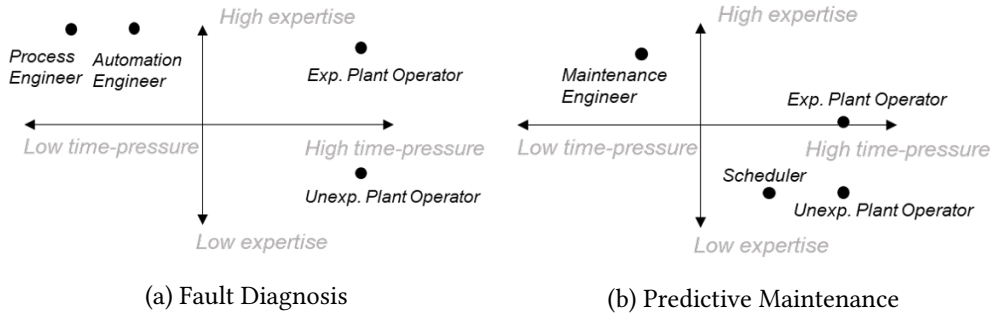 High expertise
Process
Engineer
Automation
Engineer
Exp. Plant Operator
Low time-pressure
High time-pressure
Unexp. Plant Operator
Low expertise
(a) Fault Diagnosis
High expertise
Maintenance
Engineer
Exp. Plant Operator
Low time-pressure
High time-pressure
Scheduler
Unexp. Plant Operator
Low expertise
(b) Predictive Maintenance